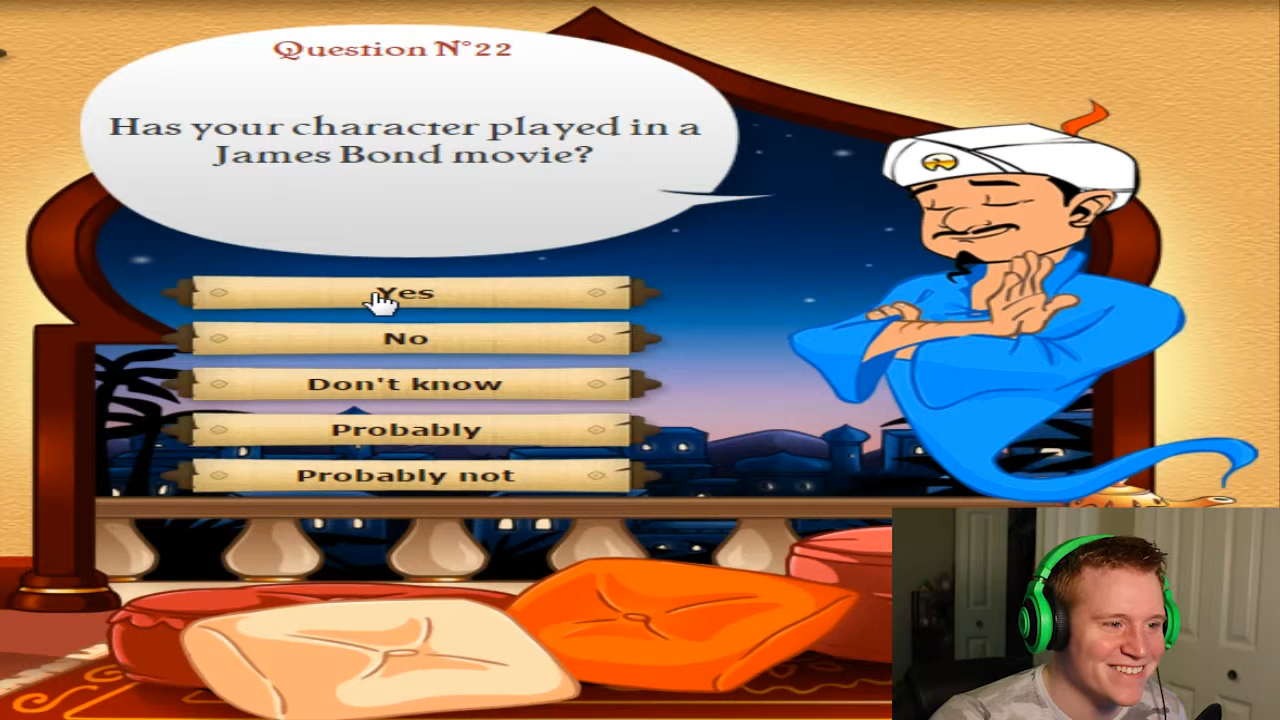 Question N°22
Has your character played in a
James Bond movie?
Yes
No
Don't know
Probably
Probably not